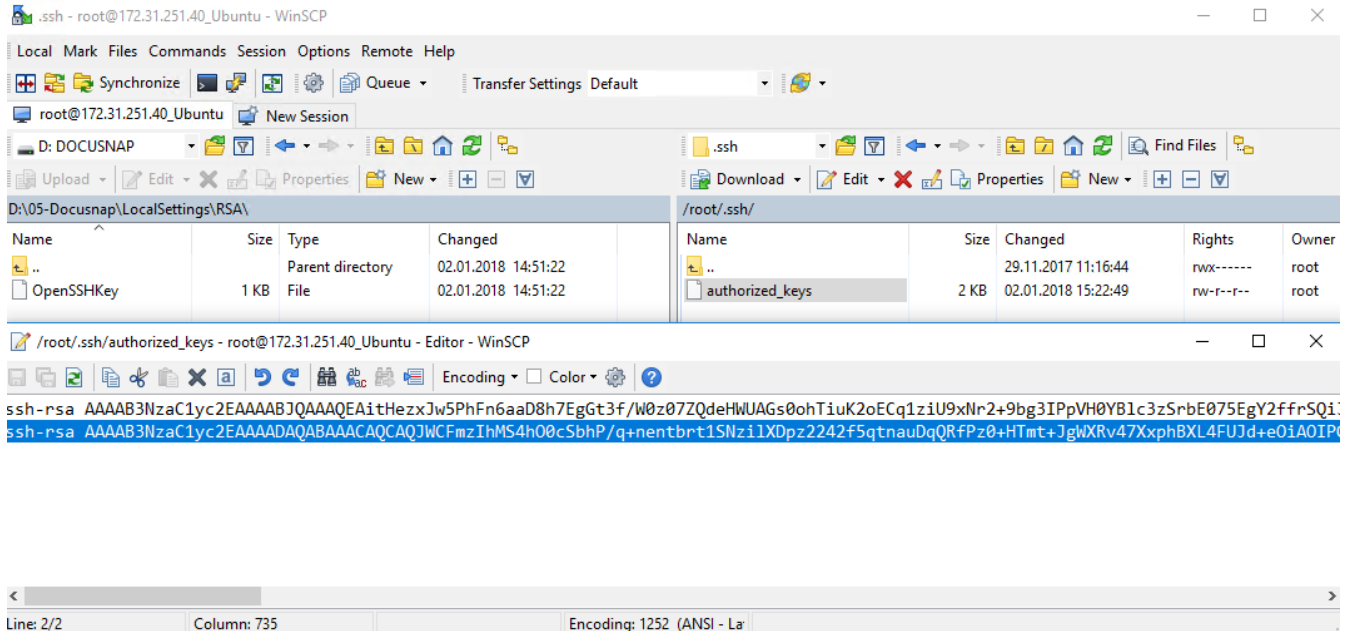 .ssh - root@172.31.251.40_Ubuntu - WinSCP
Local Mark Files Commands Session Options Remote Help
Synchronize Queue Transfer Settings Default
root@172.31.251.40_Ubuntu New Session
D: DOCUSNAP .ssh Find Files
Upload Edit Properties New Download Edit Properties New
D:\05-Docusnap\LocalSettings\RSA\ /root/.ssh/
Name Size Type Changed Name Size Changed Rights Owner
.. Parent directory 02.01.2018 14:51:22 .. 29.11.2017 11:16:44 rwx------ root
OpenSSHKey 1 KB File 02.01.2018 14:51:22 authorized_keys 2 KB 02.01.2018 15:22:49 rw-r--r-- root
/root/.ssh/authorized_keys - root@172.31.251.40_Ubuntu - Editor - WinSCP
Encoding Color
ssh-rsa AAAAB3NzaC1yc2EAAAABJQAAAQEAitHezxJw5PhFn6aaD8h7EgGt3f/W0z07ZQdeHWUAGs0ohTiuK2oECq1ziU9xNr2+9bg3IPpVH0YBlc3zSrbE075EgY2ffrSQi
ssh-rsa AAAAB3NzaC1yc2EAAAADAQABAAACAQCAQJWCFmzIhMS4hO0cSbhP/q+nentbrt1SNzilXDpz2242f5qtnauDqQRfPz0+HTmt+JgWXRv47XxphBXL4FUJd+eOiAOIP
Line: 2/2 Column: 735 Encoding: 1252 (ANSI - La